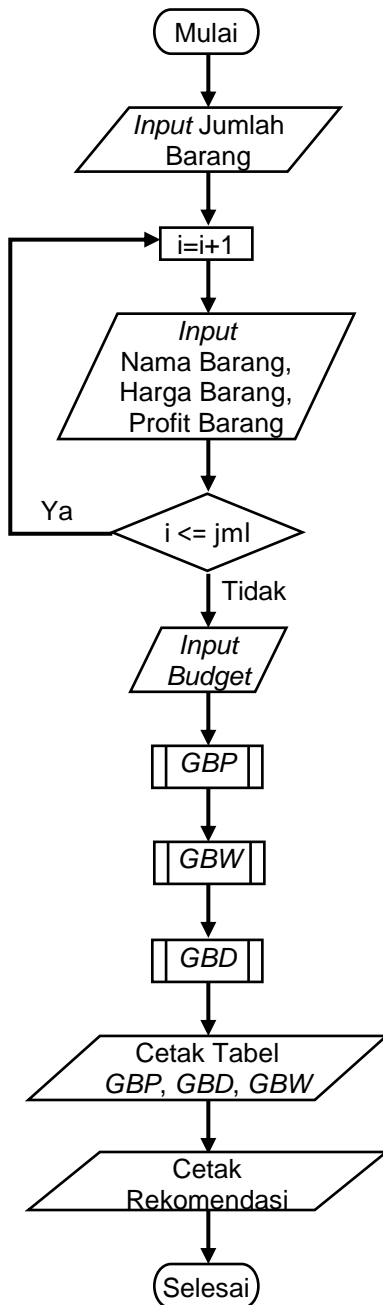 Mulai
Input Jumlah
Barang
i=i+1
Input
Nama Barang,
Harga Barang,
Profit Barang
Ya
i <= jml
Tidak
Input
Budget
GBP
GBW
GBD
Cetak Tabel
GBP, GBD, GBW
Cetak
Rekomendasi
Selesai